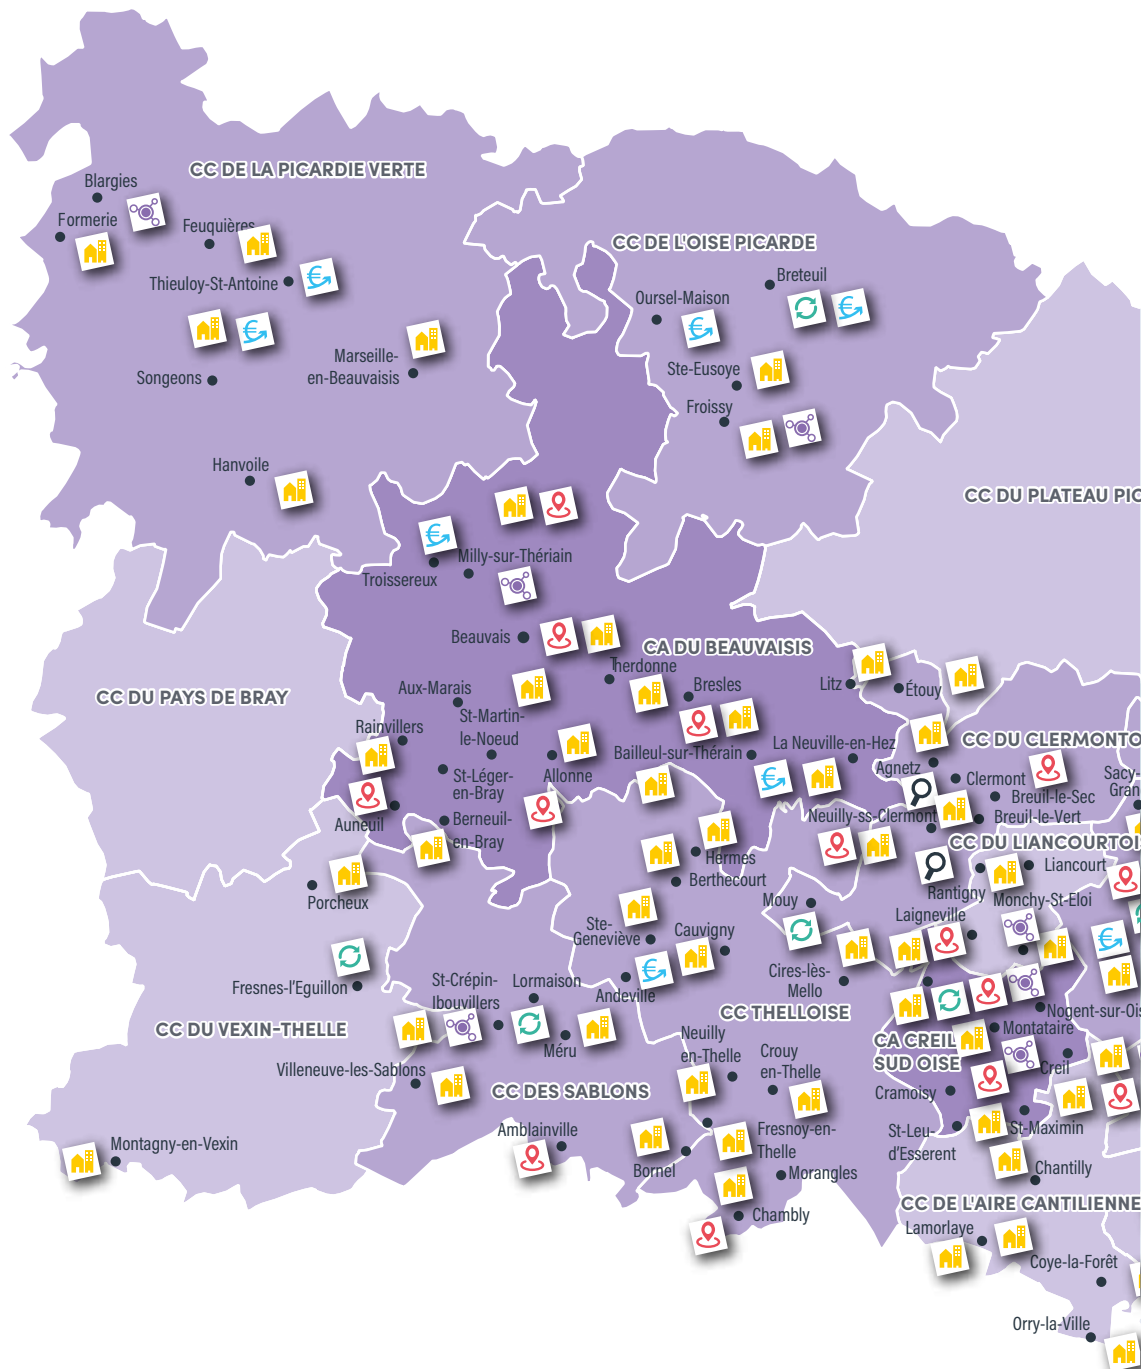 CC DE LA PICARDIE VERTE
Blargies
Formerie
Feuquières
Thieuloy-St-Antoine
Songeons
Marseille-
en-Beauvaisis
Hanvoile
CC DE L'OISE PICARDE
Breteuil
Oursel-Maison
Ste-Eusoye
Froissy
CC DU PLATEAU PIC
Milly-sur-Thériain
Troissereux
Beauvais
CA DU BEAUVAISIS
Therdonne
Bresles
Litz
Étouy
CC DU PAYS DE BRAY
Aux-Marais
St-Martin-
le-Noeud
Rainvillers
La Neuville-en-Hez
Bailleul-sur-Thérain
CC DU CLERMONTO
Agnetz
Clermont
Sacy-
Gran
Allonne
St-Léger-
en-Bray
Breuil-le-Sec
Auneuil
Berneuil-
en-Bray
Neuilly-ss-Clermont
Breuil-le-Vert
CC DU LIANCOURTOIS
Hermes
Berthecourt
Liancourt
Rantigny
Monchy-St-Eloi
Porcheux
Mouy
Laigneville
Ste-
Geneviève
Cauvigny
Cires-lès-
Mello
Fresnes-l'Eguillon
St-Crépin-
Ibouvillers
Lormaison
Andeville
CC THELLOISE
Nogent-sur-Ois
CC DU VEXIN-THELLE
Méru
Neuilly
en-Thelle
Crouy
en-Thelle
Montataire
CA CREIL
SUD OISE
Creil
Villeneuve-les-Sablons
CC DES SABLONS
Cramoisy
Amblainville
Fresnoy-en-
Thelle
St-Leu-
d'Esserent
St-Maximin
Montagny-en-Vexin
Bornel
Morangles
Chantilly
Chambly
CC DE L'AIRE CANTILIENNE
Lamorlaye
Coye-la-Forêt
Orry-la-Ville